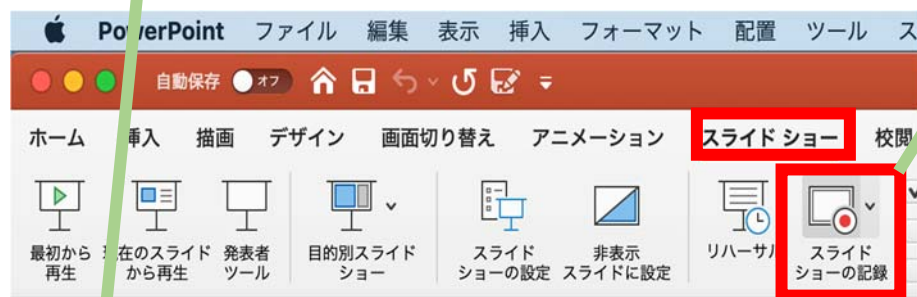 PowerPoint ファイル 編集 表示 挿入 フォーマット 配置 ツール ス
自動保存 オフ
ホーム 挿入 描画 デザイン 画面切り替え アニメーション スライド ショー 校閲
最初から
再生
現在のスライド
から再生
発表者
ツール
目的別スライド
ショー
スライド
ショーの設定
非表示
スライドに設定
リハーサル
スライド
ショーの記録